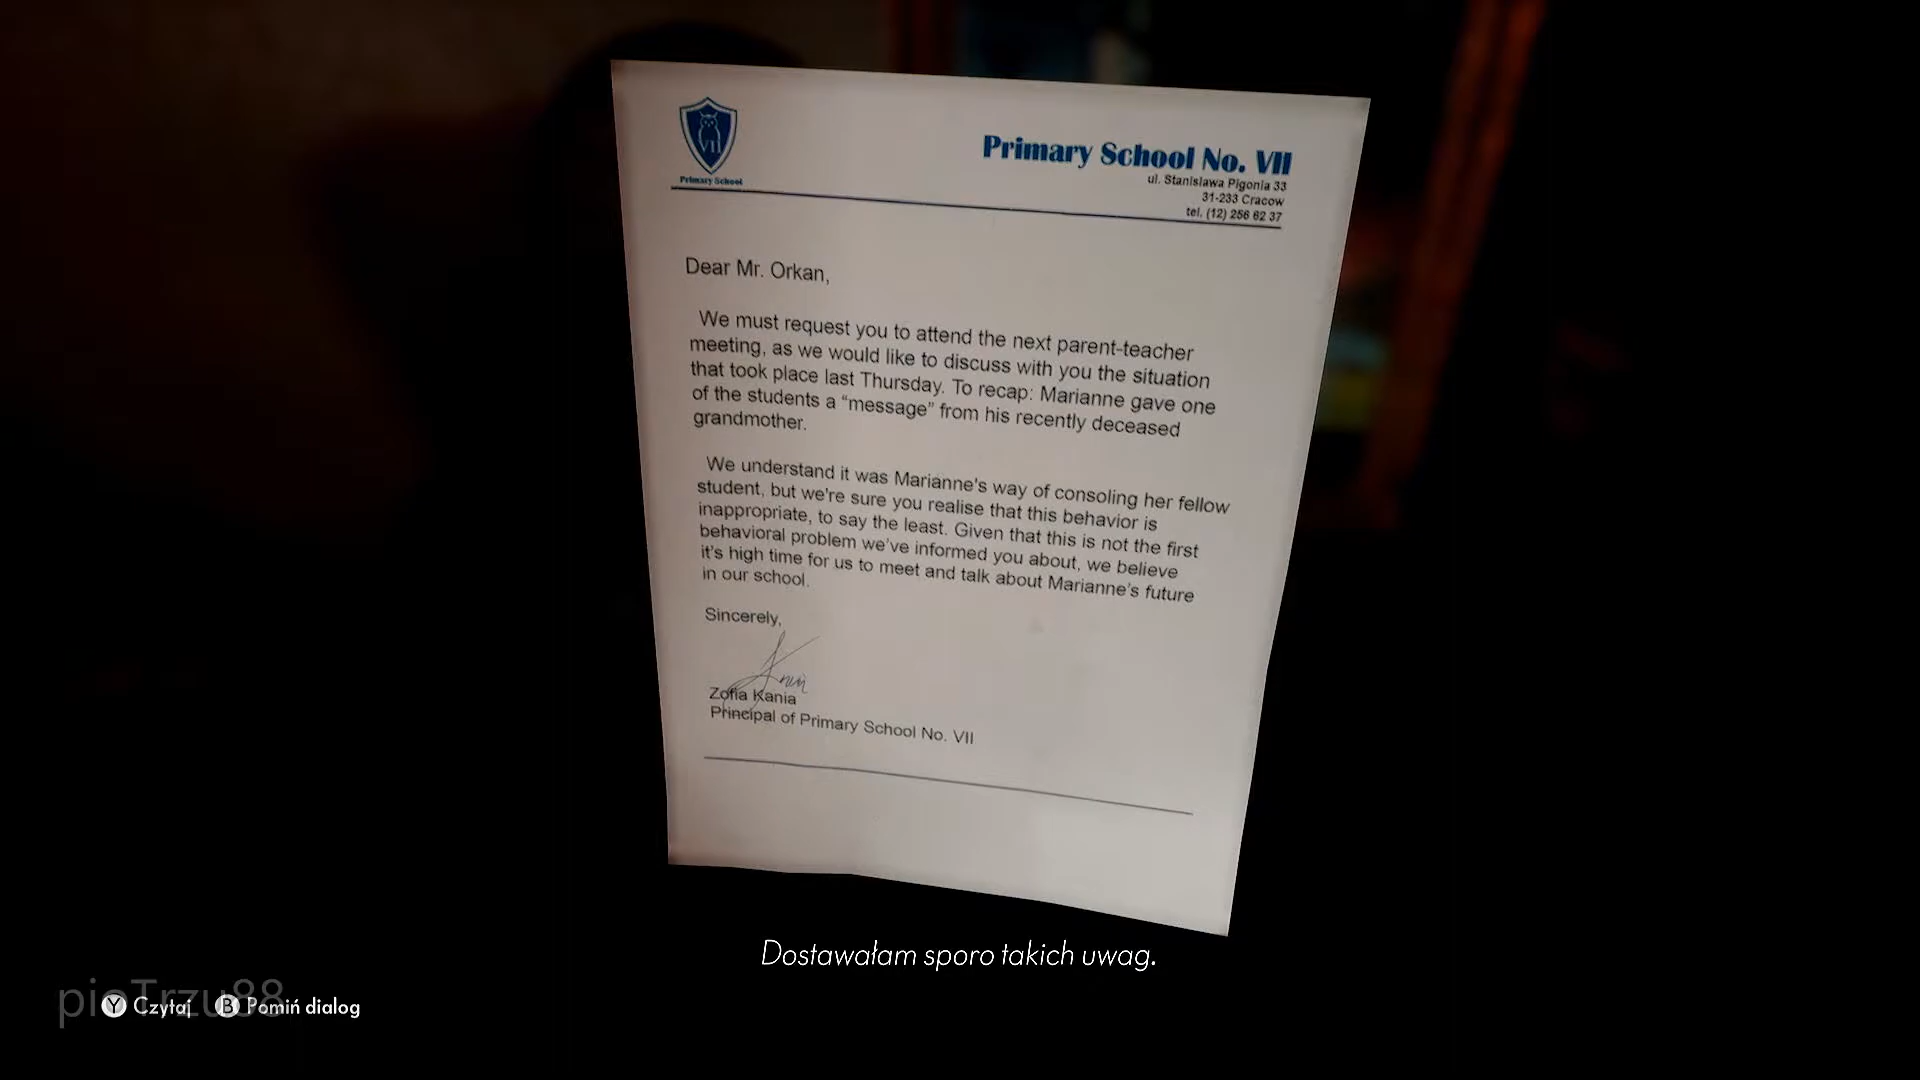 VII
Primary School
Primary School No. VII
ul. Stanislawa Pigonia 33
31-233 Cracow
tel. (12) 256 62 37
Dear Mr. Orkan,
We must request you to attend the next parent-teacher
meeting, as we would like to discuss with you the situation
that took place last Thursday. To recap: Marianne gave one
of the students a “message” from his recently deceased
grandmother.
We understand it was Marianne's way of consoling her fellow
student, but we're sure you realise that this behavior is
inappropriate, to say the least. Given that this is not the first
behavioral problem we've informed you about, we believe
it's high time for us to meet and talk about Marianne's future
in our school.
Sincerely,
Zofia Kania
Principal of Primary School No. VII
Dostawałam sporo takich uwag.
pioTrzu88
Y Czytaj B Pomiń dialog